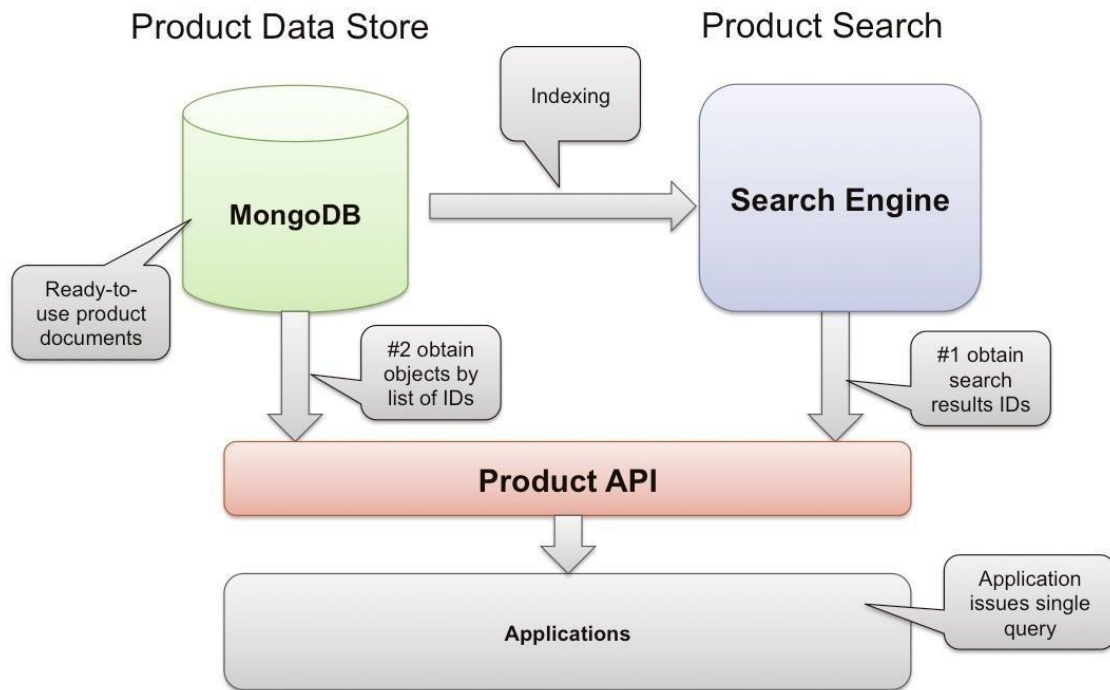 Product Data Store
Product Search
Indexing
MongoDB
Search Engine
Ready-to-
use product
documents
#2 obtain
objects by
list of IDs
#1 obtain
search
results IDs
Product API
Application
issues single
query
Applications